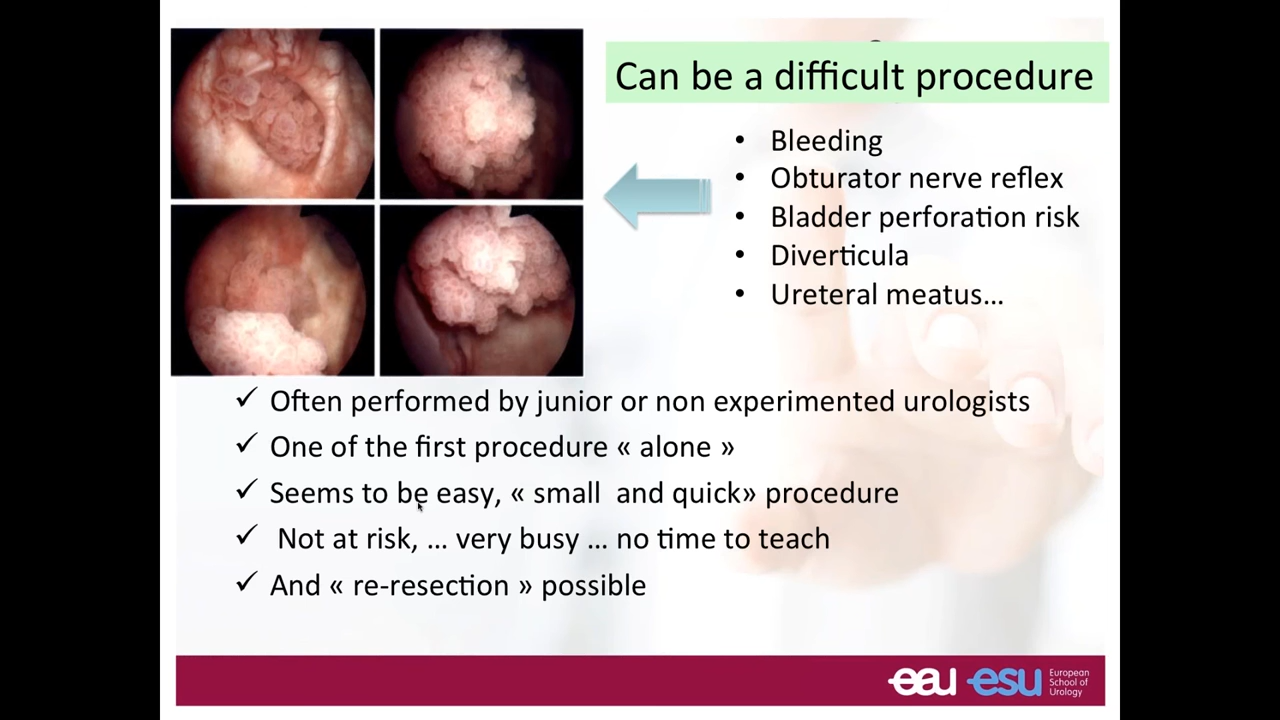 Can be a difficult procedure
• Bleeding
• Obturator nerve reflex
• Bladder perforation risk
• Diverticula
• Ureteral meatus...
✓ Often performed by junior or non experimented urologists
✓ One of the first procedure « alone »
✓ Seems to be easy, « small and quick» procedure
✓ Not at risk, ... very busy ... no time to teach
✓ And « re-resection » possible
eau esu European
School of
Urology